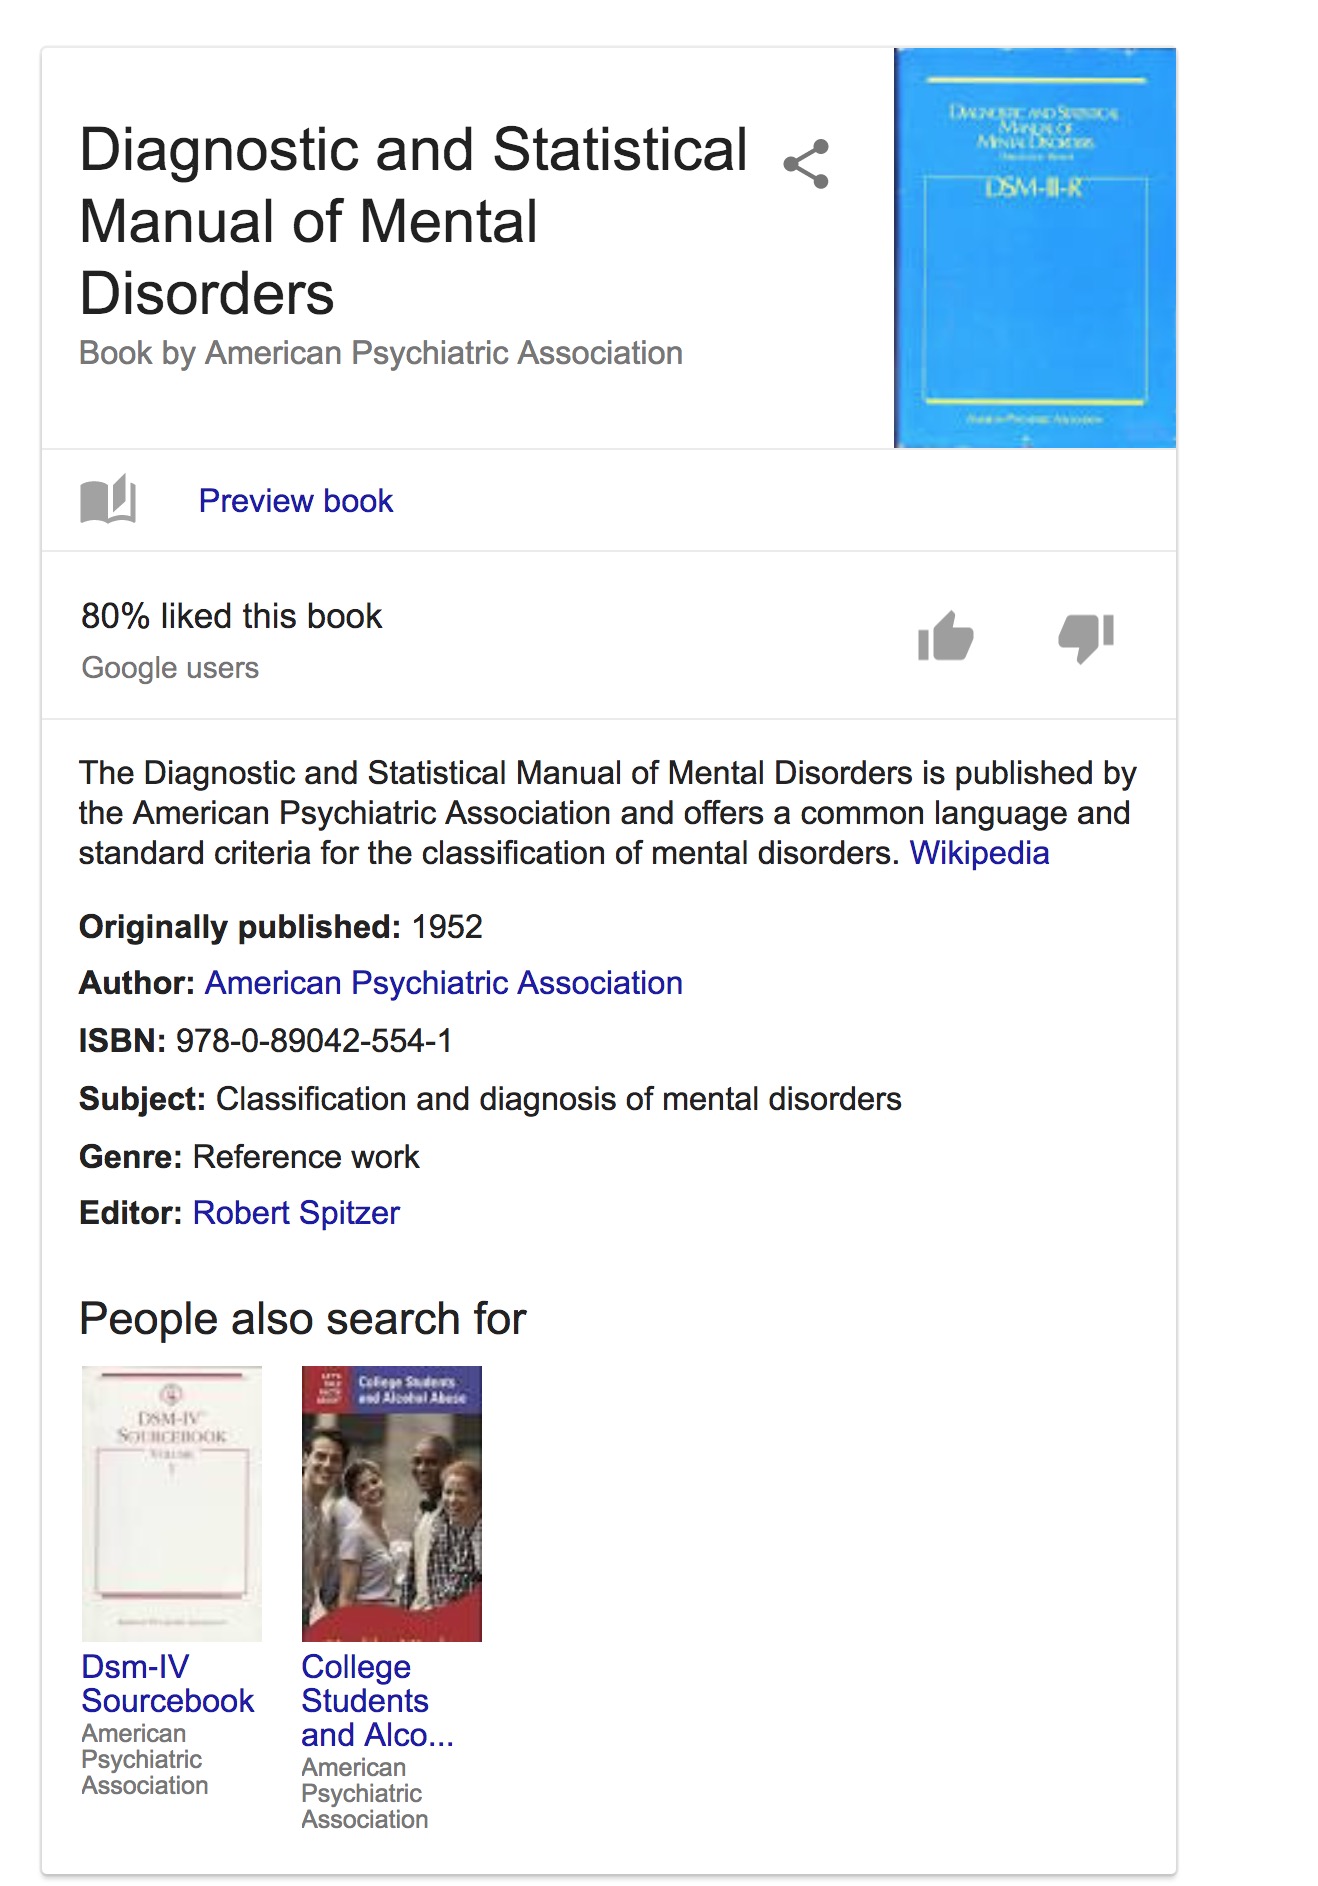 Diagnostic and Statistical
Manual of Mental
Disorders
Book by American Psychiatric Association
DIAGNOSTIC AND STATISTICAL
MANUAL OF
MENTAL DISORDERS
DSM-III-R
AMERICAN PSYCHIATRIC ASSOCIATION
Preview book
80% liked this book
Google users
The Diagnostic and Statistical Manual of Mental Disorders is published by
the American Psychiatric Association and offers a common language and
standard criteria for the classification of mental disorders. Wikipedia
Originally published: 1952
Author: American Psychiatric Association
ISBN: 978-0-89042-554-1
Subject: Classification and diagnosis of mental disorders
Genre: Reference work
Editor: Robert Spitzer
People also search for
DSM-IV
SOURCEBOOK
VOLUME
College Students
and Alcohol Abuse
Dsm-IV
Sourcebook
American
Psychiatric
Association
College
Students
and Alco...
American
Psychiatric
Association